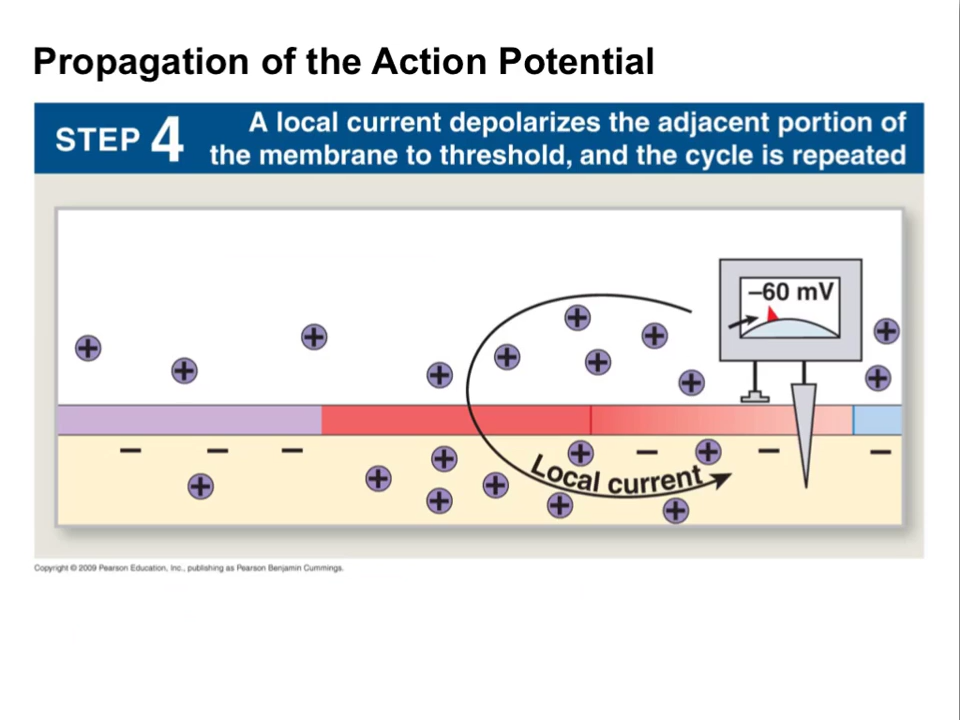 Propagation of the Action Potential
STEP 4
A local current depolarizes the adjacent portion of
the membrane to threshold, and the cycle is repeated
–60 mV
Local current
Copyright © 2009 Pearson Education, Inc., publishing as Pearson Benjamin Cummings.